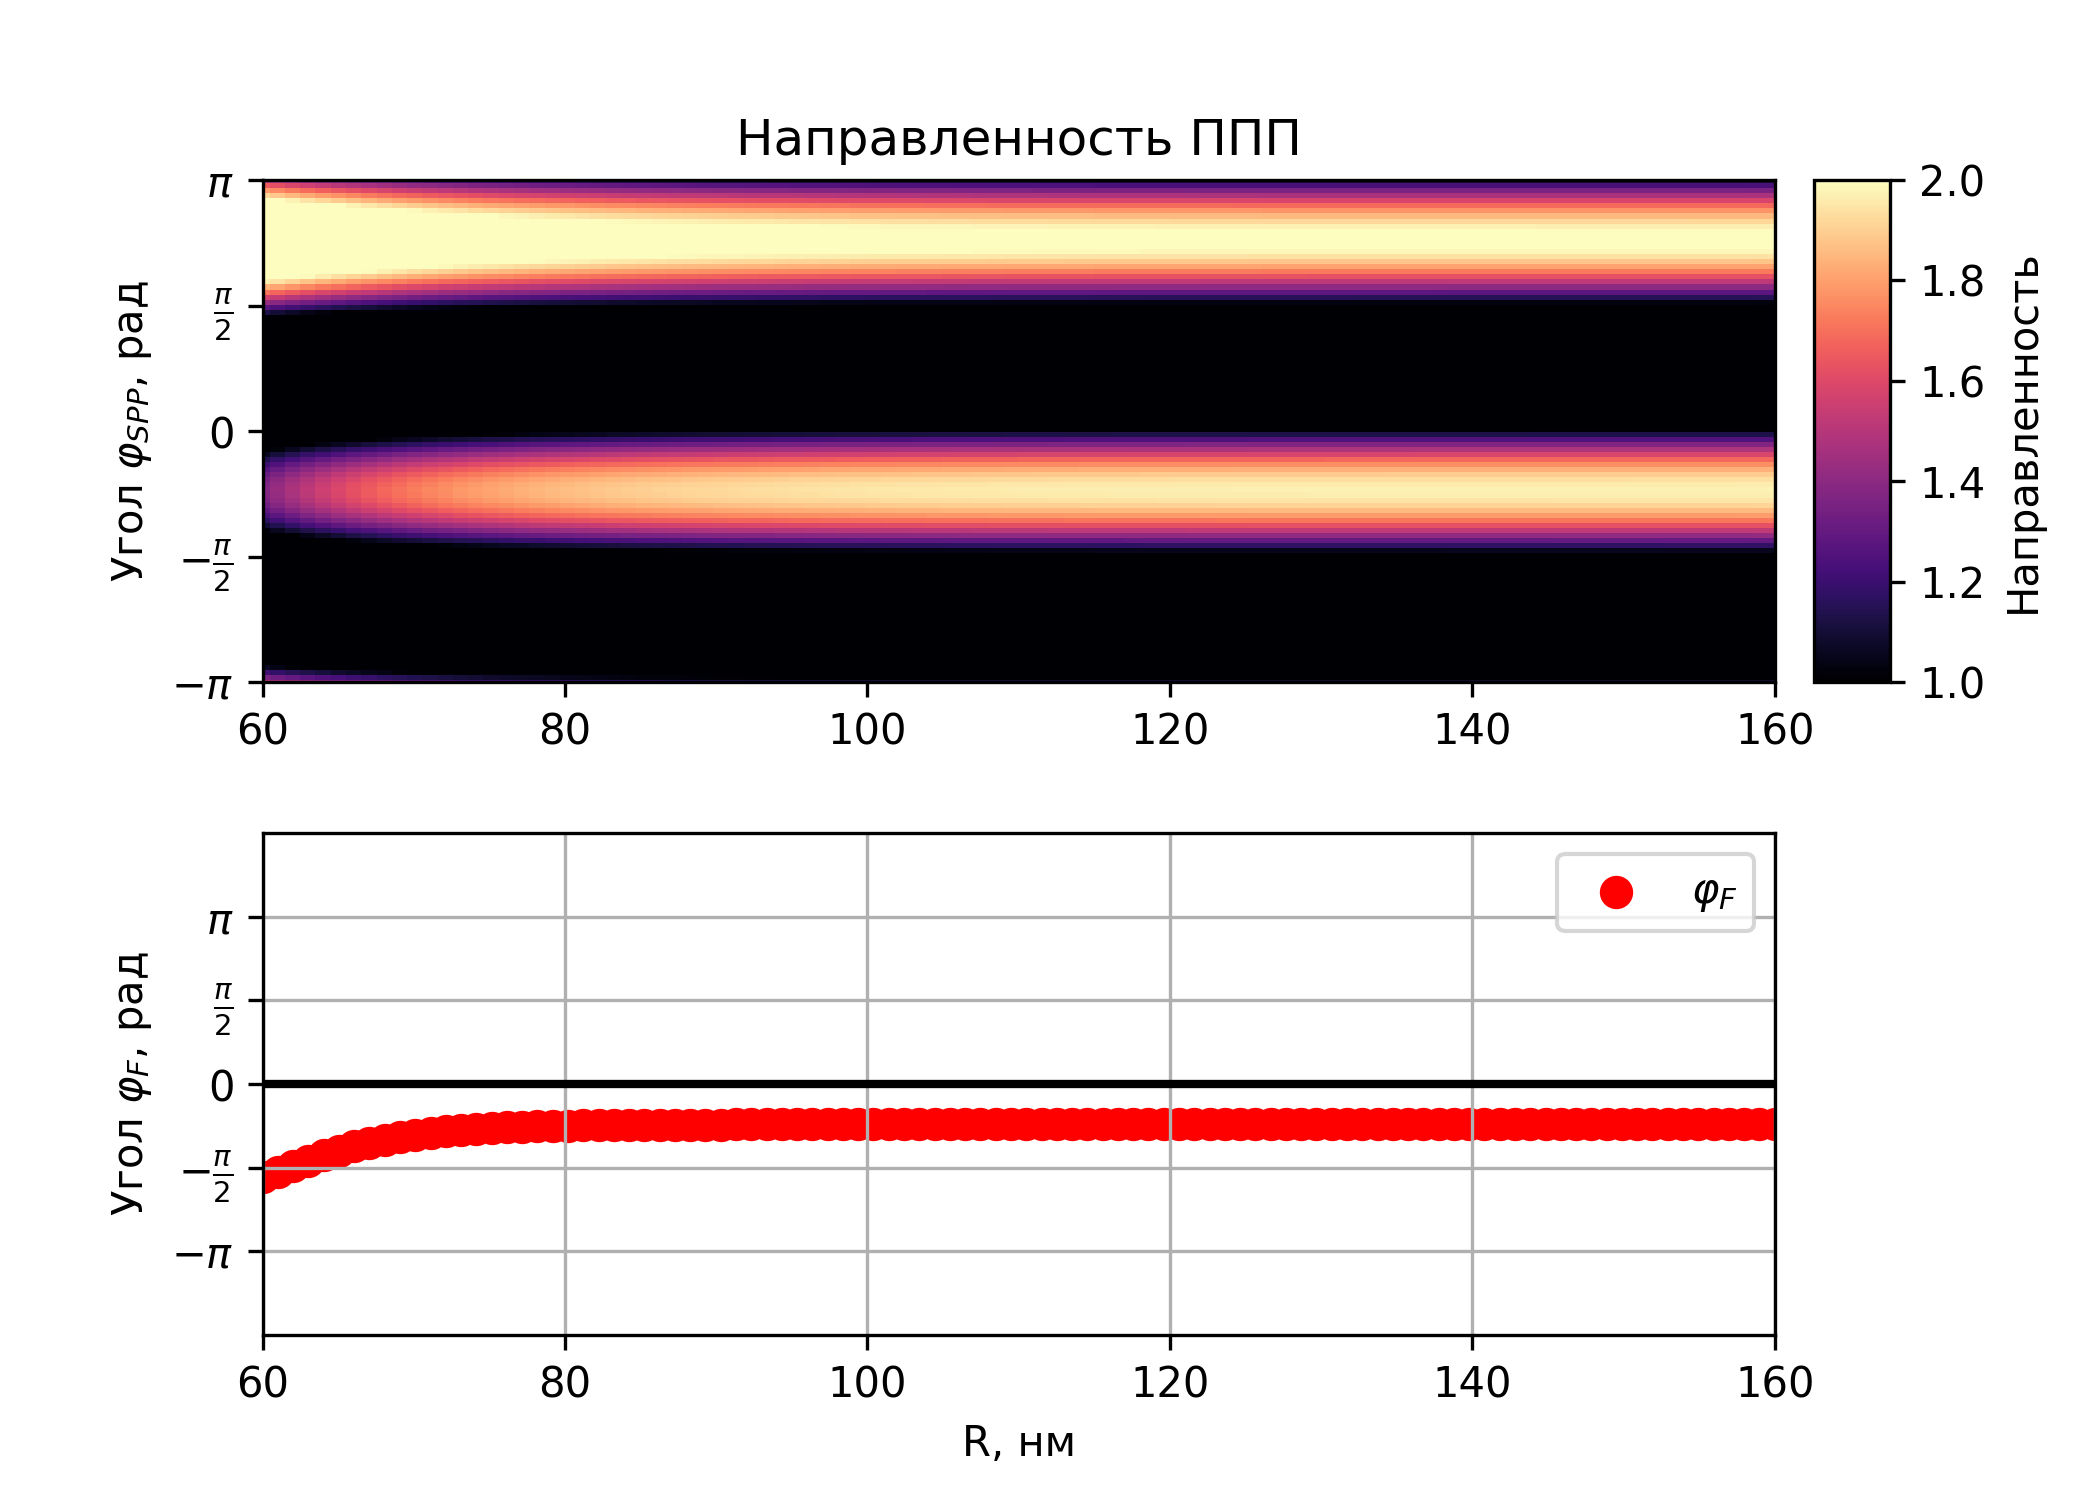 Направленность ППП
Угол φ_SPP, рад
π
π/2
0
−π/2
−π
60 80 100 120 140 160
2.0
1.8
1.6
1.4
1.2
1.0
Направленность
Угол φ_F, рад
π
π/2
0
−π/2
−π
φ_F
60 80 100 120 140 160
R, нм